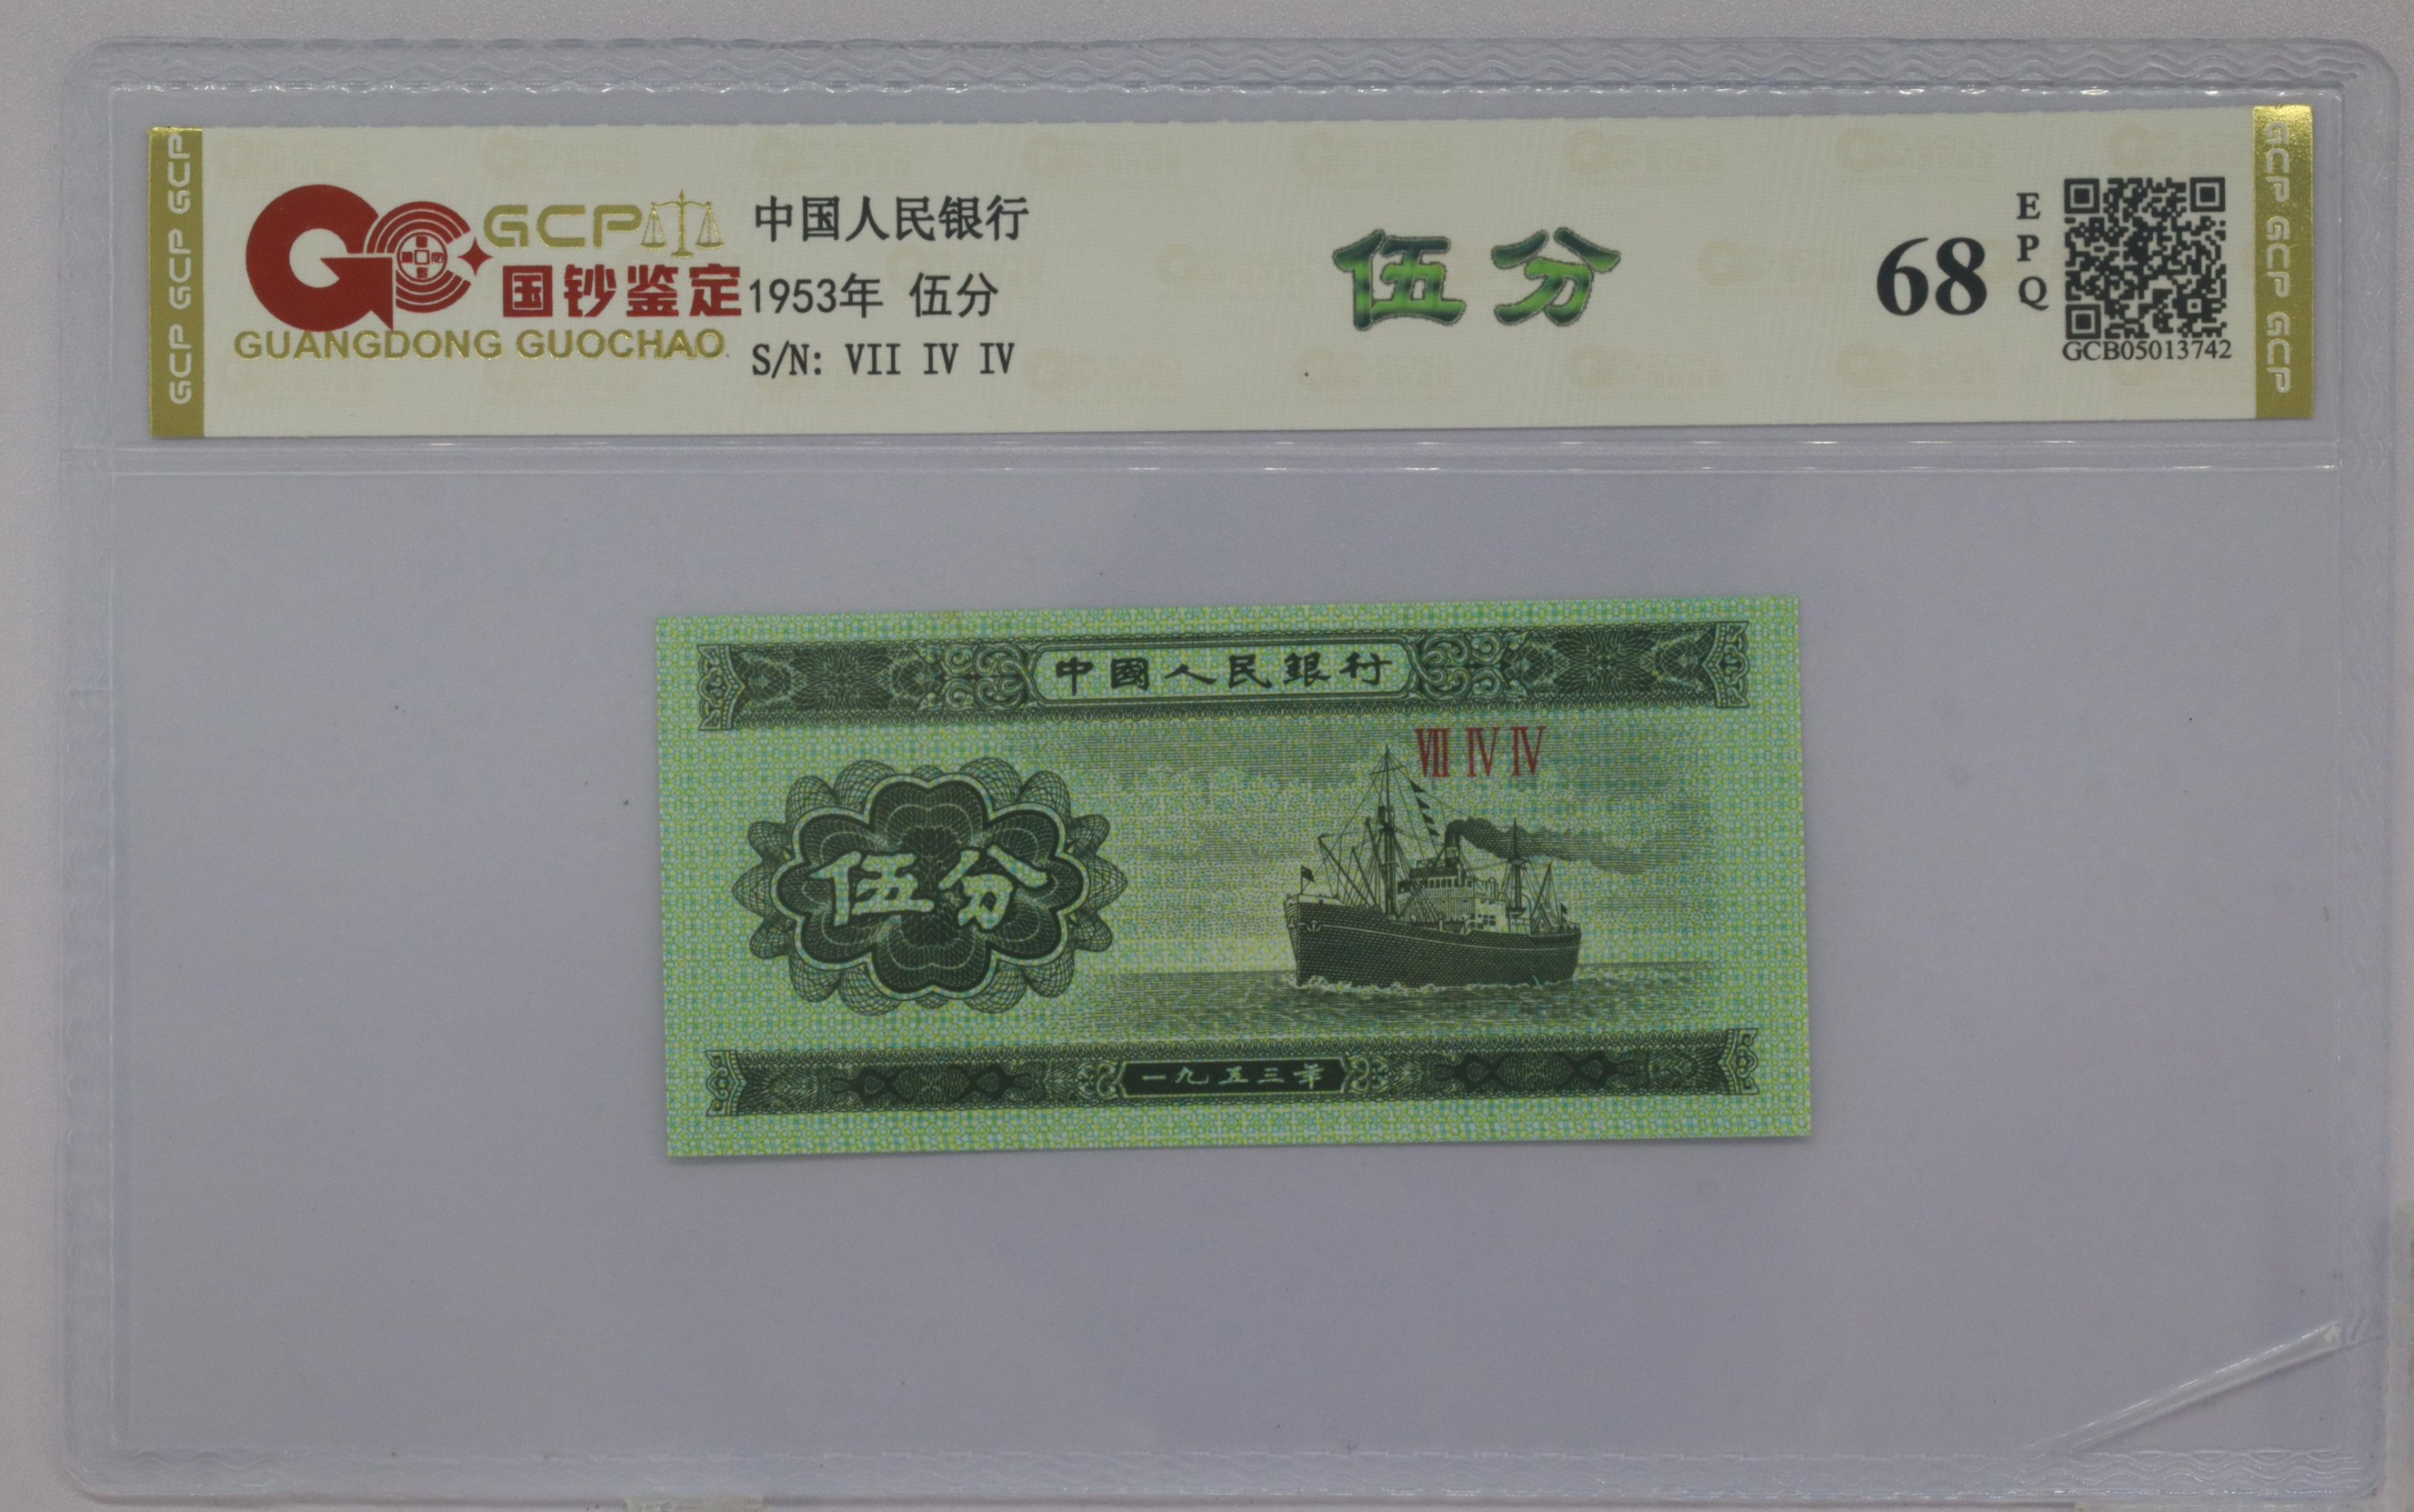 GCP GCP GCP
GCP
国钞鉴定
GUANGDONG GUOCHAO
中国人民银行
1953年 伍分
S/N: VII IV IV
伍分
68
EPQ
GCB05013742
GCP GCP GCP
中國人民銀行
VII IV IV
伍分
一九五三年